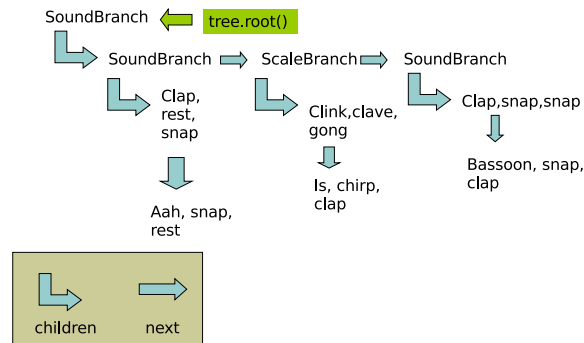 SoundBranch
tree.root()
SoundBranch
ScaleBranch
SoundBranch
Clap,
rest,
snap
Clink,clave,
gong
Clap,snap,snap
Aah, snap,
rest
Is, chirp,
clap
Bassoon, snap,
clap
children
next